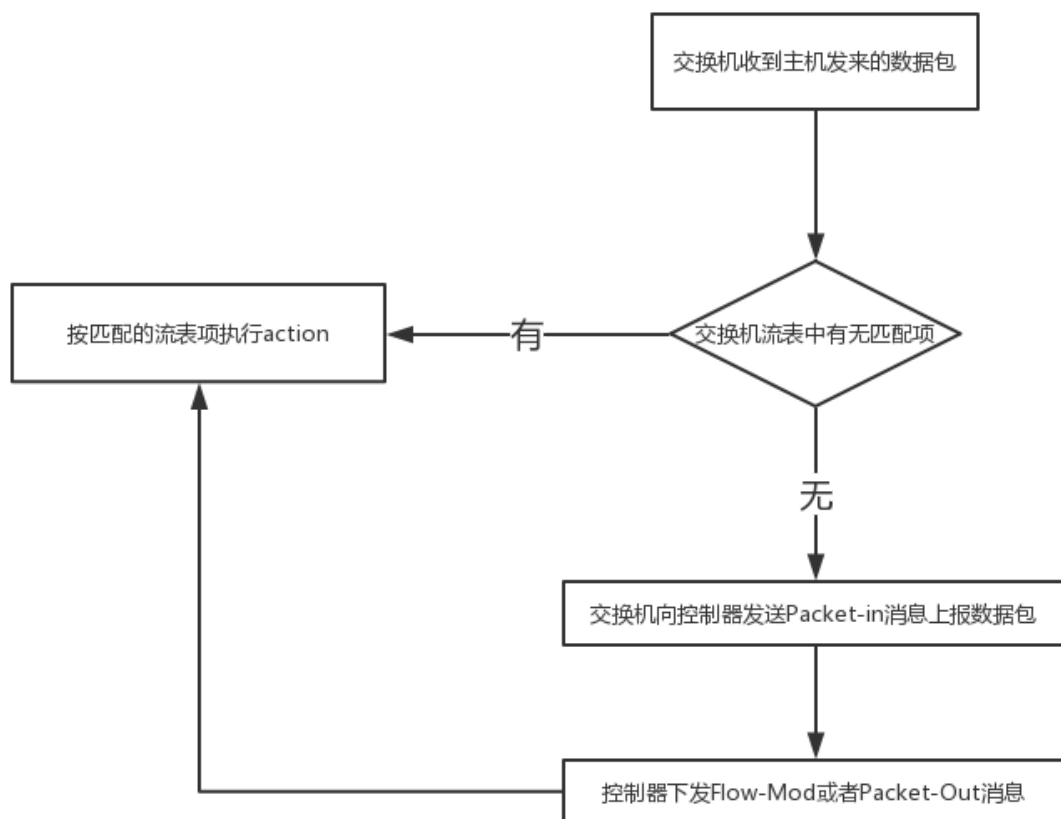 交换机收到主机发来的数据包
交换机流表中有无匹配项
有
按匹配的流表项执行action
无
交换机向控制器发送Packet-in消息上报数据包
控制器下发Flow-Mod或者Packet-Out消息